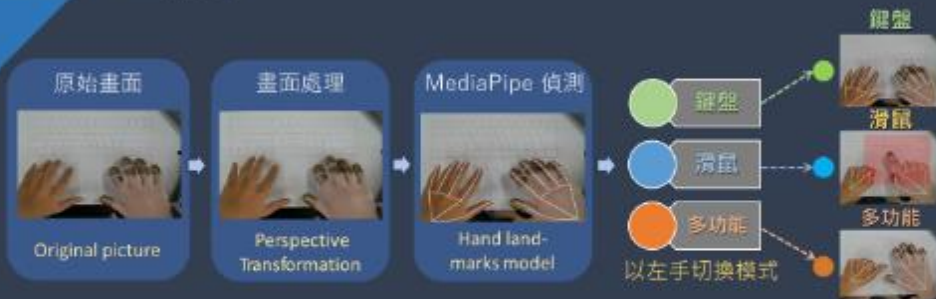 原始畫面
Original picture
畫面處理
Perspective
Transformation
MediaPipe 偵測
Hand land-
marks model
鍵盤
滑鼠
多功能
以左手切換模式
鍵盤
滑鼠
多功能